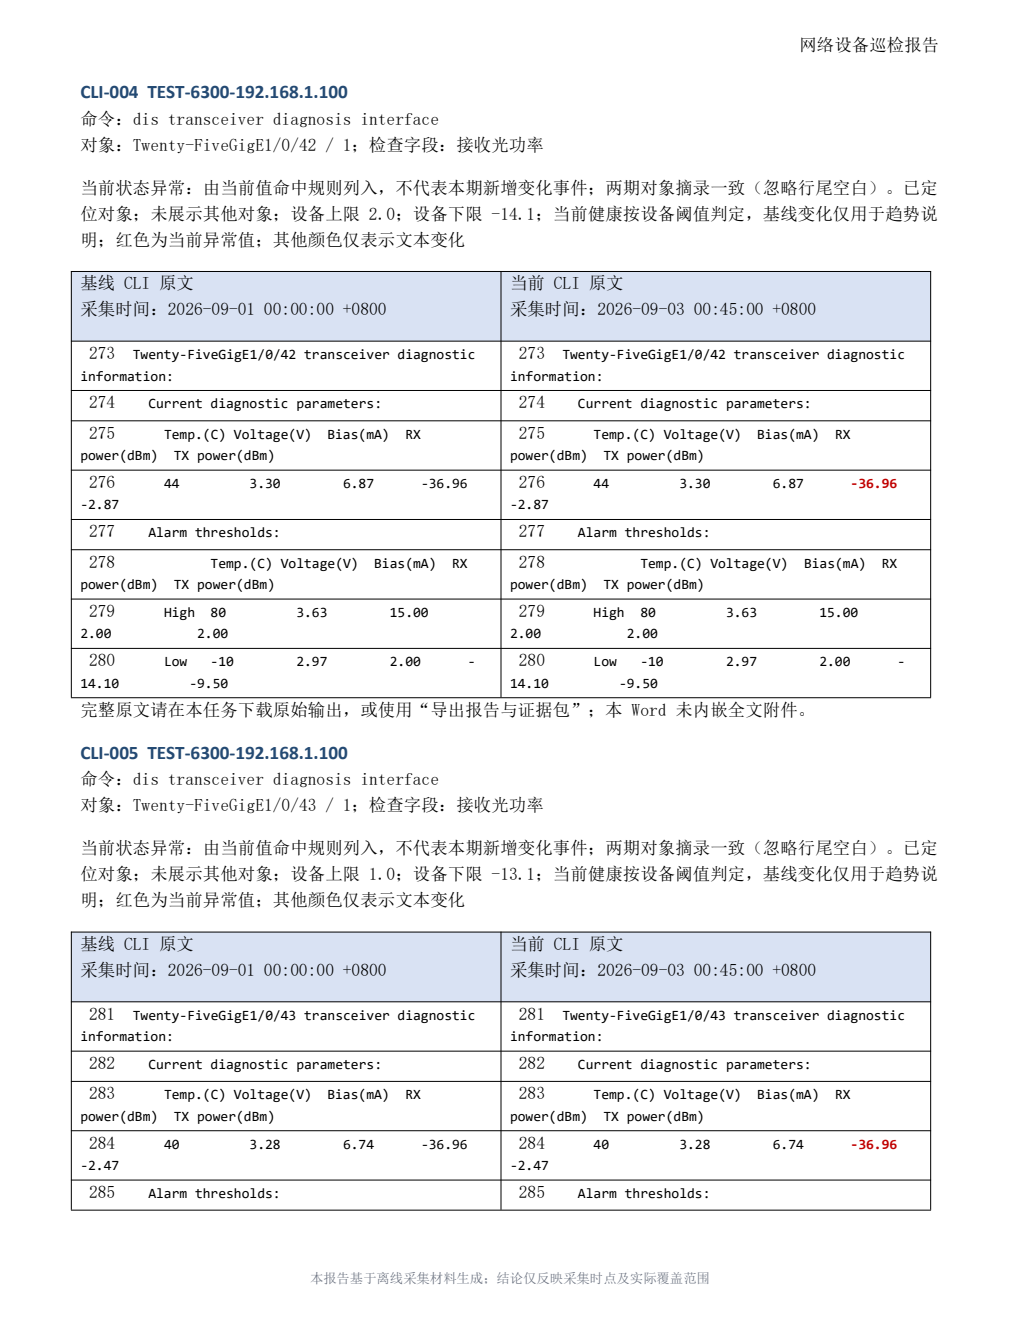 网络设备巡检报告
CLI-004 TEST-6300-192.168.1.100
命令：dis transceiver diagnosis interface
对象：Twenty-FiveGigE1/0/42 / 1；检查字段：接收光功率
当前状态异常：由当前值命中规则列入，不代表本期新增变化事件；两期对象摘录一致（忽略行尾空白）。已定
位对象；未展示其他对象；设备上限 2.0；设备下限 -14.1；当前健康按设备阈值判定，基线变化仅用于趋势说
明；红色为当前异常值；其他颜色仅表示文本变化
基线 CLI 原文
采集时间：2026-09-01 00:00:00 +0800
当前 CLI 原文
采集时间：2026-09-03 00:45:00 +0800
273 Twenty-FiveGigE1/0/42 transceiver diagnostic
information:
273 Twenty-FiveGigE1/0/42 transceiver diagnostic
information:
274 Current diagnostic parameters:
274 Current diagnostic parameters:
275 Temp.(C) Voltage(V) Bias(mA) RX
power(dBm) TX power(dBm)
275 Temp.(C) Voltage(V) Bias(mA) RX
power(dBm) TX power(dBm)
276 44 3.30 6.87 -36.96
-2.87
276 44 3.30 6.87 -36.96
-2.87
277 Alarm thresholds:
277 Alarm thresholds:
278 Temp.(C) Voltage(V) Bias(mA) RX
power(dBm) TX power(dBm)
278 Temp.(C) Voltage(V) Bias(mA) RX
power(dBm) TX power(dBm)
279 High 80 3.63 15.00
2.00 2.00
279 High 80 3.63 15.00
2.00 2.00
280 Low -10 2.97 2.00 -
14.10 -9.50
280 Low -10 2.97 2.00 -
14.10 -9.50
完整原文请在本任务下载原始输出，或使用“导出报告与证据包”；本 Word 未内嵌全文附件。
CLI-005 TEST-6300-192.168.1.100
命令：dis transceiver diagnosis interface
对象：Twenty-FiveGigE1/0/43 / 1；检查字段：接收光功率
当前状态异常：由当前值命中规则列入，不代表本期新增变化事件；两期对象摘录一致（忽略行尾空白）。已定
位对象；未展示其他对象；设备上限 1.0；设备下限 -13.1；当前健康按设备阈值判定，基线变化仅用于趋势说
明；红色为当前异常值；其他颜色仅表示文本变化
基线 CLI 原文
采集时间：2026-09-01 00:00:00 +0800
当前 CLI 原文
采集时间：2026-09-03 00:45:00 +0800
281 Twenty-FiveGigE1/0/43 transceiver diagnostic
information:
281 Twenty-FiveGigE1/0/43 transceiver diagnostic
information:
282 Current diagnostic parameters:
282 Current diagnostic parameters:
283 Temp.(C) Voltage(V) Bias(mA) RX
power(dBm) TX power(dBm)
283 Temp.(C) Voltage(V) Bias(mA) RX
power(dBm) TX power(dBm)
284 40 3.28 6.74 -36.96
-2.47
284 40 3.28 6.74 -36.96
-2.47
285 Alarm thresholds:
285 Alarm thresholds:
本报告基于离线采集材料生成；结论仅反映采集时点及实际覆盖范围